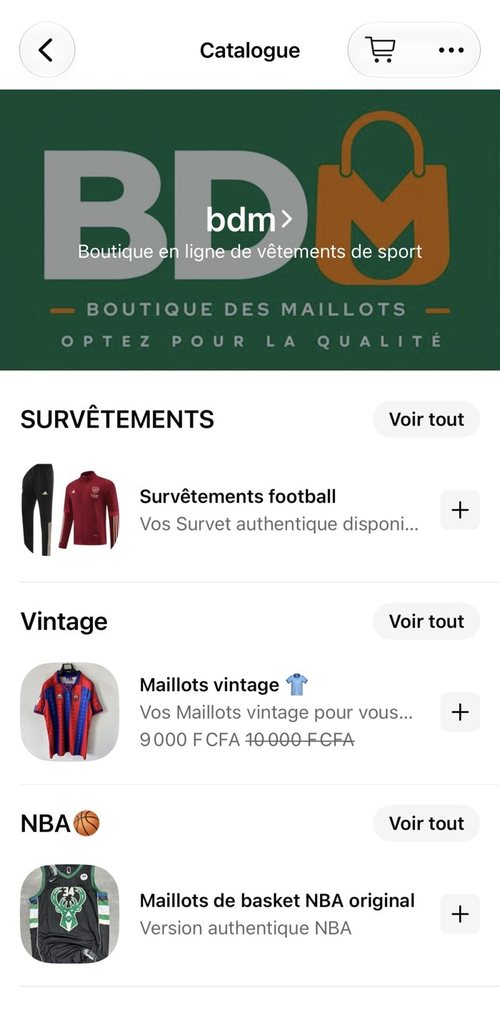 Catalogue
BDM
bdm
Boutique en ligne de vêtements de sport
BOUTIQUE DES MAILLOTS
OPTEZ POUR LA QUALITÉ
SURVÊTEMENTS
Voir tout
Survêtements football
Vos Survet authentique disponi...
Vintage
Voir tout
Maillots vintage 👕
Vos Maillots vintage pour vous...
9 000 F CFA 10 000 F CFA
NBA🏀
Voir tout
Maillots de basket NBA original
Version authentique NBA
34